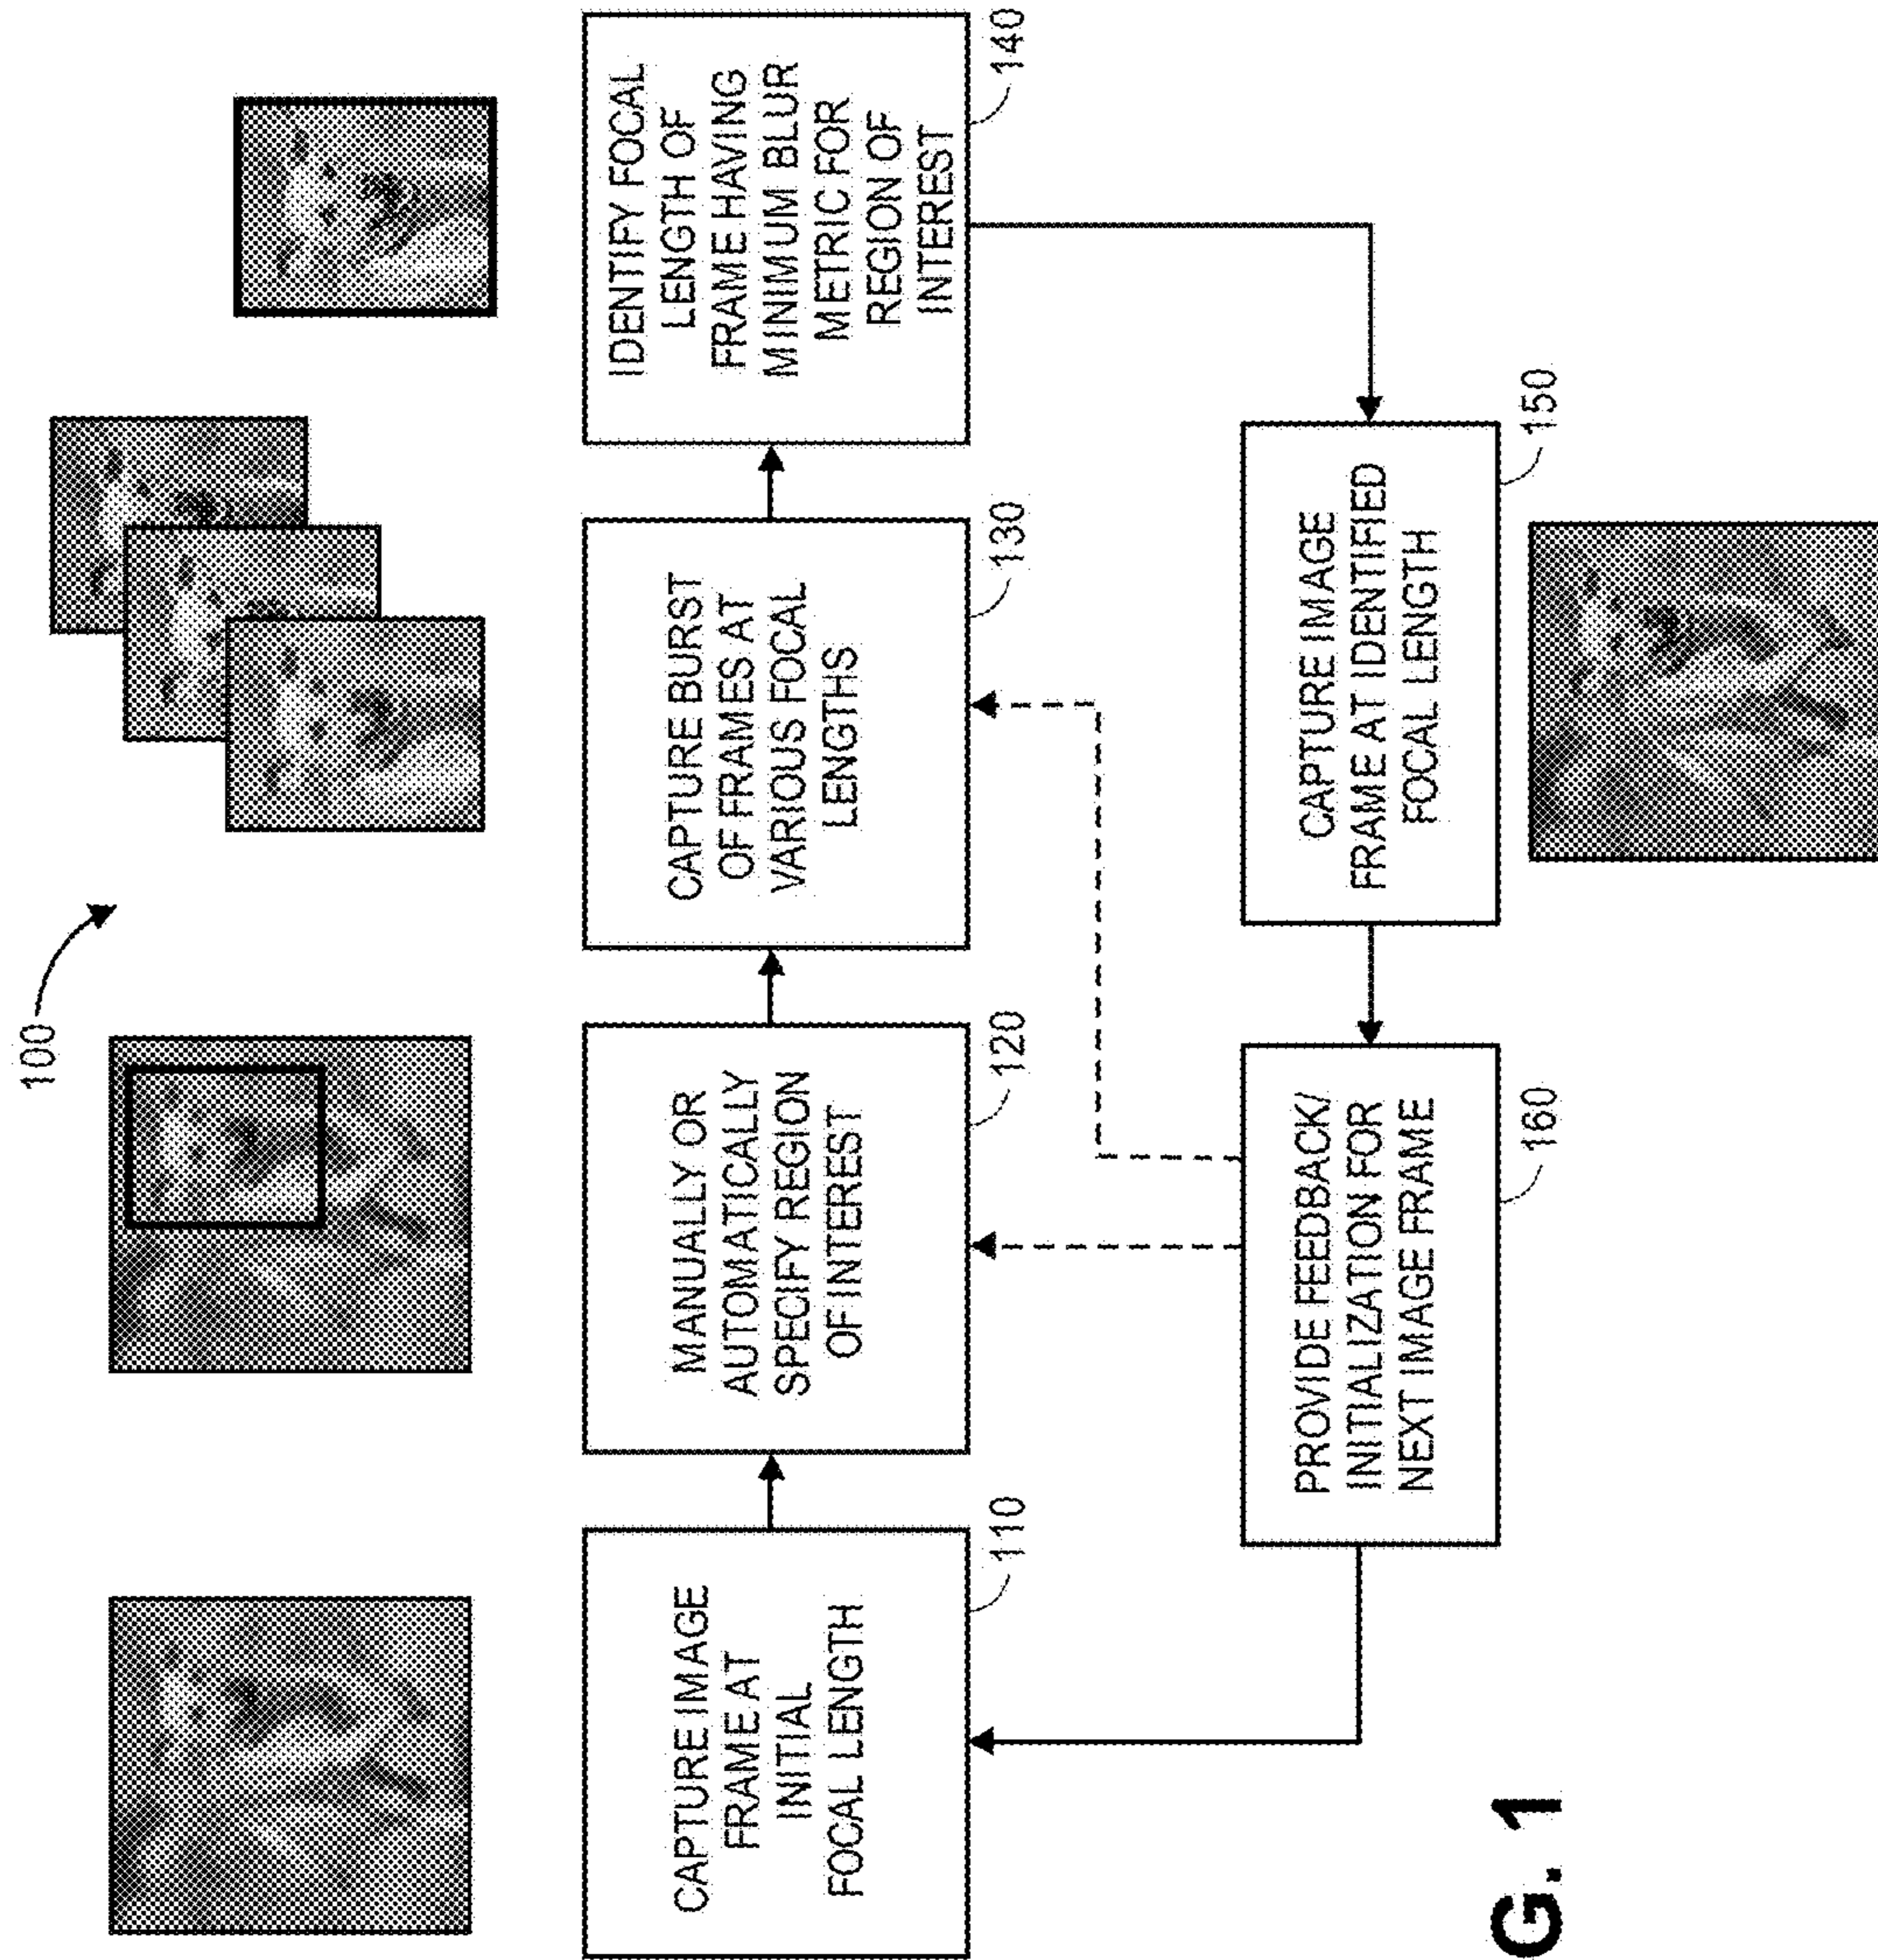 100
CAPTURE IMAGE
FRAME AT
INITIAL
FOCAL LENGTH
110
MANUALLY OR
AUTOMATICALLY
SPECIFY REGION
OF INTEREST
120
CAPTURE BURST
OF FRAMES AT
VARIOUS FOCAL
LENGTHS
130
IDENTIFY FOCAL
LENGTH OF
FRAME HAVING
MINIMUM BLUR
METRIC FOR
REGION OF
INTEREST
140
CAPTURE IMAGE
FRAME AT IDENTIFIED
FOCAL LENGTH
150
PROVIDE FEEDBACK/
INITIALIZATION FOR
NEXT IMAGE FRAME
160
G. 1